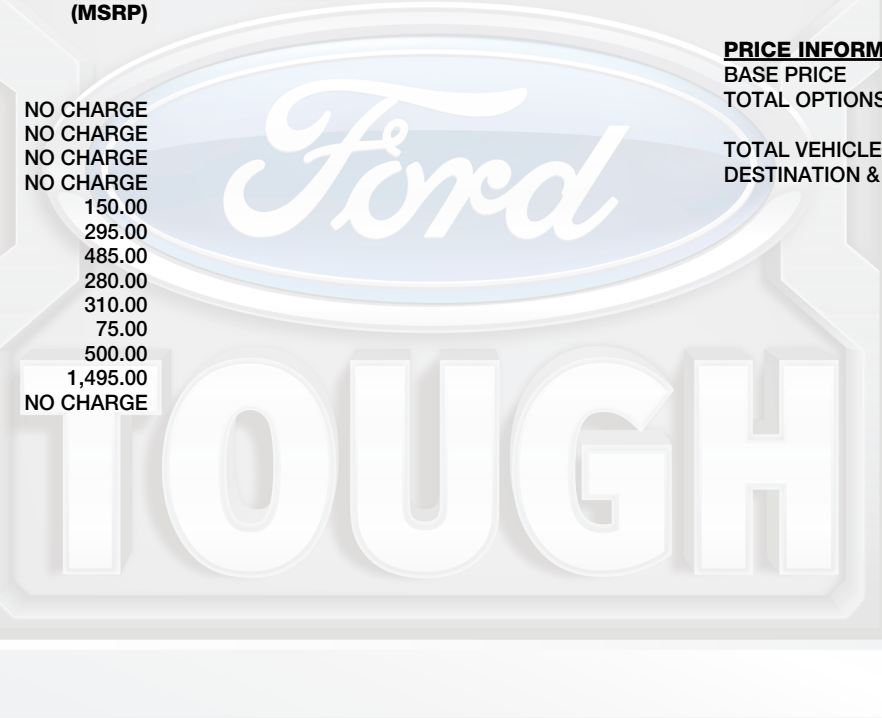 (MSRP)
NO CHARGE
NO CHARGE
NO CHARGE
NO CHARGE
150.00
295.00
485.00
280.00
310.00
75.00
500.00
1,495.00
NO CHARGE
PRICE INFORM
BASE PRICE
TOTAL OPTIONS
TOTAL VEHICLE
DESTINATION &
Ford
TOUGH